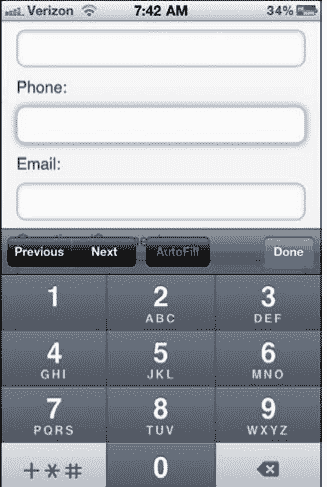 Verizon 7:42 AM 34%
Phone:
Email:
Previous Next AutoFill Done
1 2 3
ABC DEF
4 5 6
GHI JKL MNO
7 8 9
PQRS TUV WXYZ
+*# 0